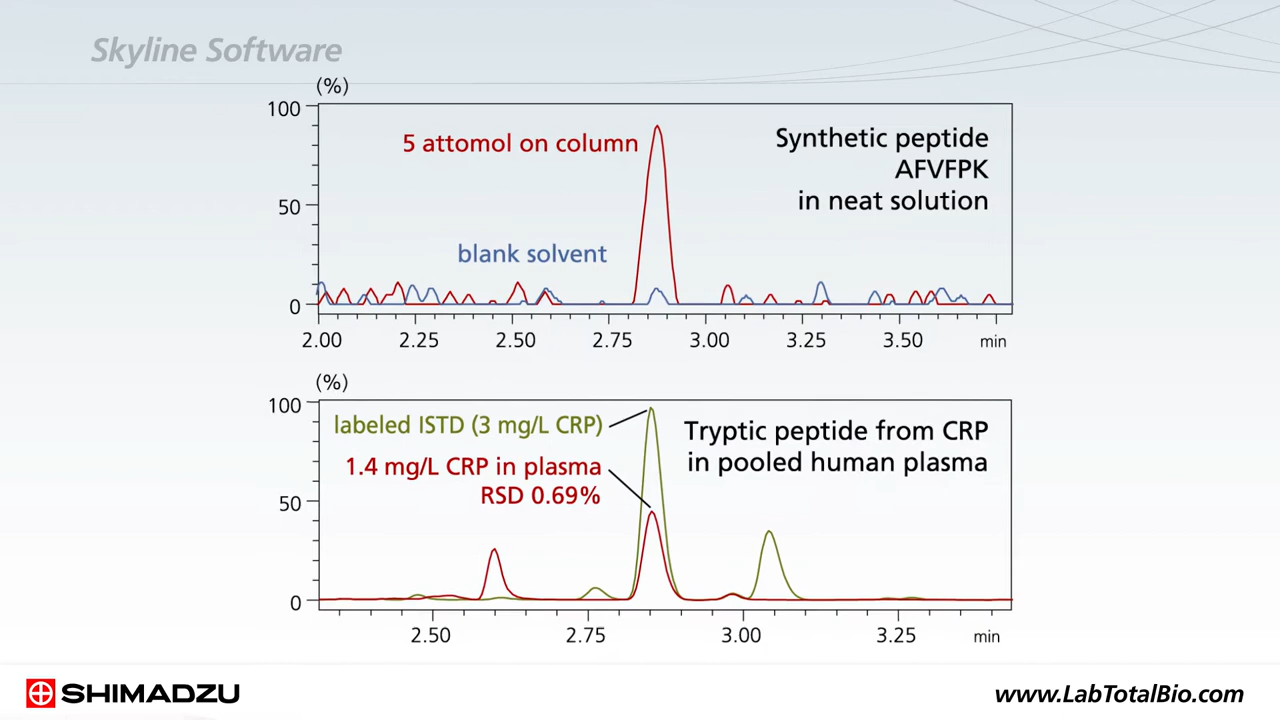 Skyline Software
(%)
100
5 attomol on column
Synthetic peptide
AFVFPK
in neat solution
50
blank solvent
0
2.00 2.25 2.50 2.75 3.00 3.25 3.50 min
(%)
100
labeled ISTD (3 mg/L CRP)
Tryptic peptide from CRP
in pooled human plasma
1.4 mg/L CRP in plasma
RSD 0.69%
50
0
2.50 2.75 3.00 3.25 min
SHIMADZU
www.LabTotalBio.com